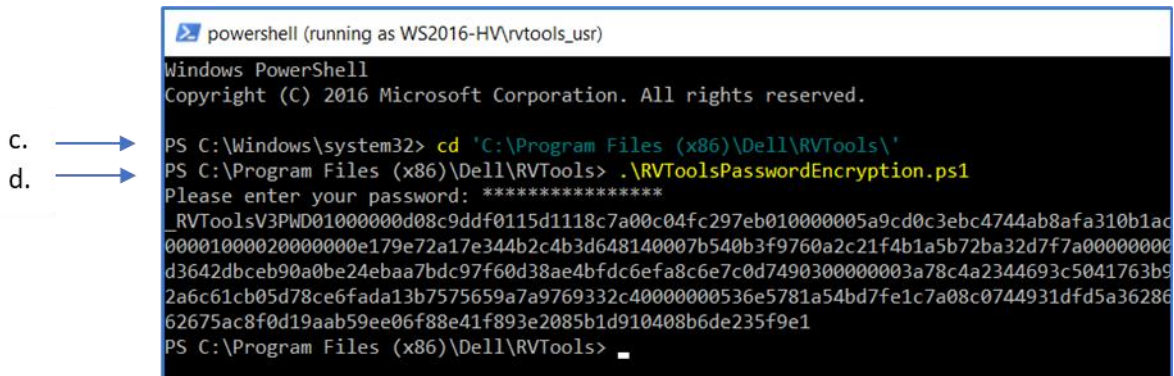 powershell (running as WS2016-HV\rvtools_usr)
Windows PowerShell
Copyright (C) 2016 Microsoft Corporation. All rights reserved.
c.
PS C:\Windows\system32> cd 'C:\Program Files (x86)\Dell\RVTools\'
d.
PS C:\Program Files (x86)\Dell\RVTools> .\RVToolsPasswordEncryption.ps1
Please enter your password: ****************
_RVToolsV3PWD01000000d08c9ddf0115d1118c7a00c04fc297eb010000005a9cd0c3ebc4744ab8afa310b1ac
00001000020000000e179e72a17e344b2c4b3d648140007b540b3f9760a2c21f4b1a5b72ba32d7f7a00000000
d3642dbceb90a0be24ebaa7bdc97f60d38ae4bfdc6efa8c6e7c0d7490300000003a78c4a2344693c5041763b9
2a6c61cb05d78ce6fada13b7575659a7a9769332c40000000536e5781a54bd7fe1c7a08c0744931dfd5a36286
62675ac8f0d19aab59ee06f88e41f893e2085b1d910408b6de235f9e1
PS C:\Program Files (x86)\Dell\RVTools>